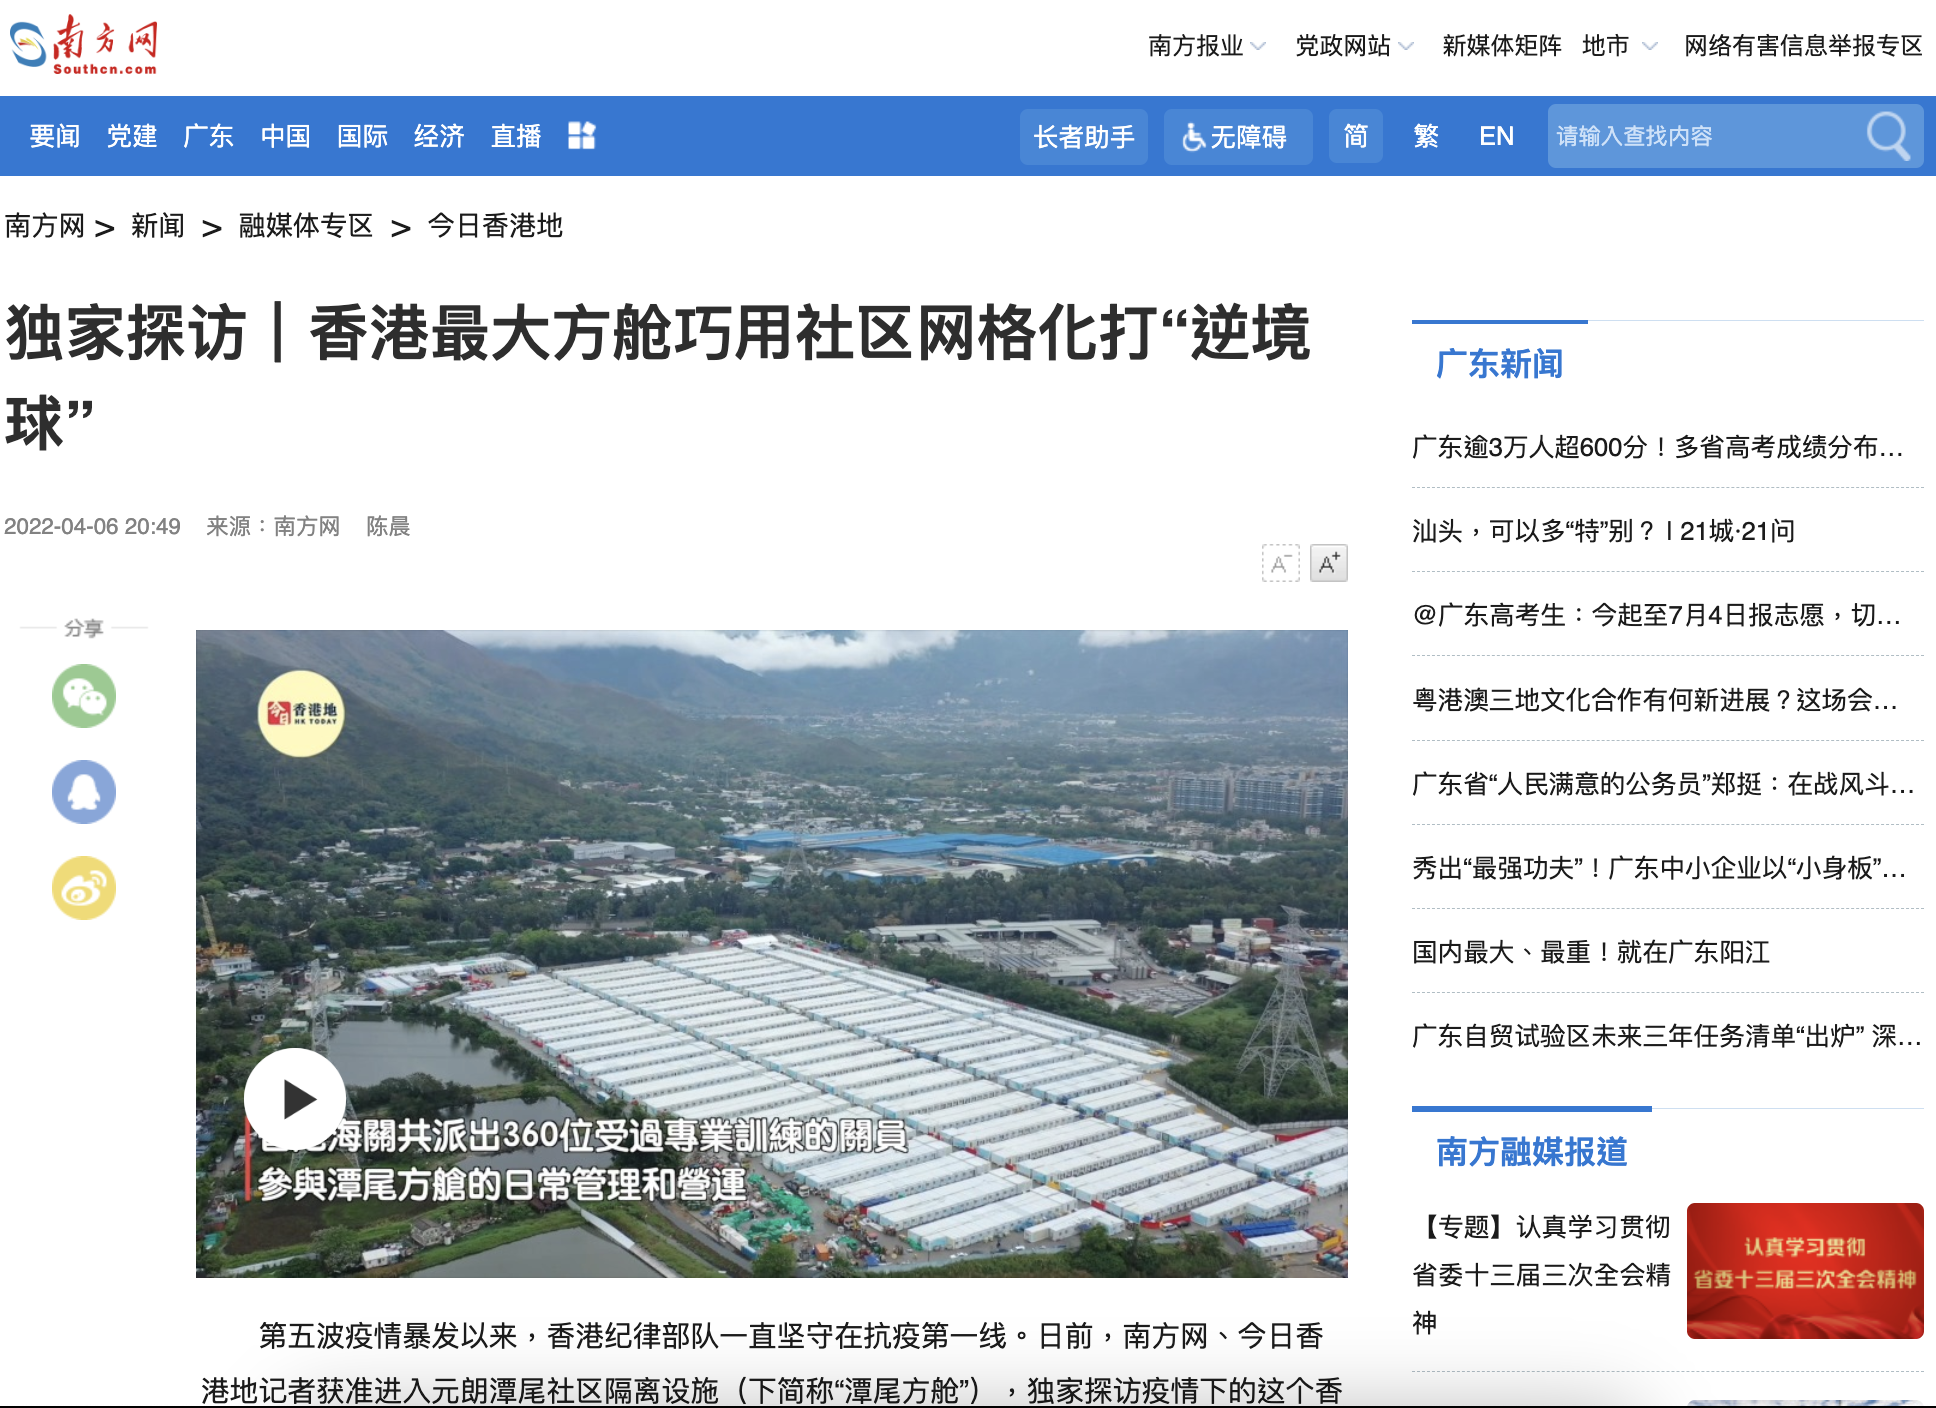 南方网
Southcn.com
南方报业 党政网站 新媒体矩阵 地市 网络有害信息举报专区
要闻 党建 广东 中国 国际 经济 直播
长者助手 无障碍 简 繁 EN 请输入查找内容
南方网 > 新闻 > 融媒体专区 > 今日香港地
独家探访｜香港最大方舱巧用社区网格化打“逆境
球”
2022-04-06 20:49 来源：南方网 陈晨
A- A+
分享
今日香港地
HK TODAY
海關共派出360位受過專業訓練的關員
參與潭尾方艙的日常管理和營運
第五波疫情暴发以来，香港纪律部队一直坚守在抗疫第一线。日前，南方网、今日香
港地记者获准进入元朗潭尾社区隔离设施（下简称“潭尾方舱”），独家探访疫情下的这个香
广东新闻
广东逾3万人超600分！多省高考成绩分布...
汕头，可以多“特”别？ | 21城·21问
@广东高考生：今起至7月4日报志愿，切...
粤港澳三地文化合作有何新进展？这场会...
广东省“人民满意的公务员”郑挺：在战风斗...
秀出“最强功夫”！广东中小企业以“小身板”...
国内最大、最重！就在广东阳江
广东自贸试验区未来三年任务清单“出炉” 深...
南方融媒报道
【专题】认真学习贯彻
省委十三届三次全会精
神
认真学习贯彻
省委十三届三次全会精神